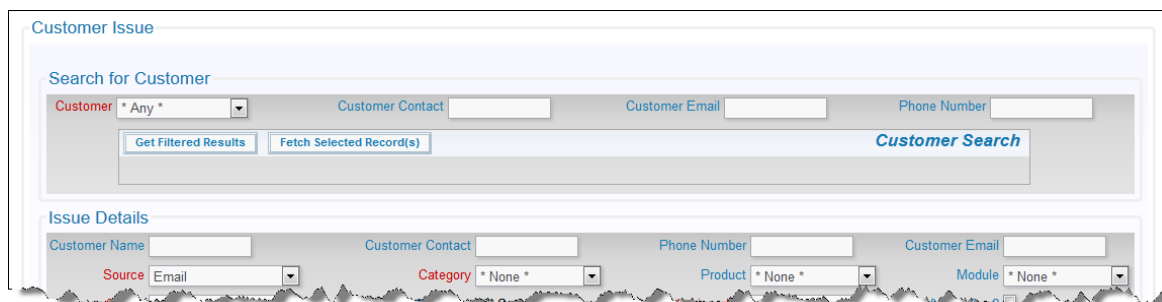 Customer Issue
Search for Customer
Customer * Any * Customer Contact Customer Email Phone Number
Get Filtered Results Fetch Selected Record(s) Customer Search
Issue Details
Customer Name Customer Contact Phone Number Customer Email
Source Email Category * None * Product * None * Module * None *